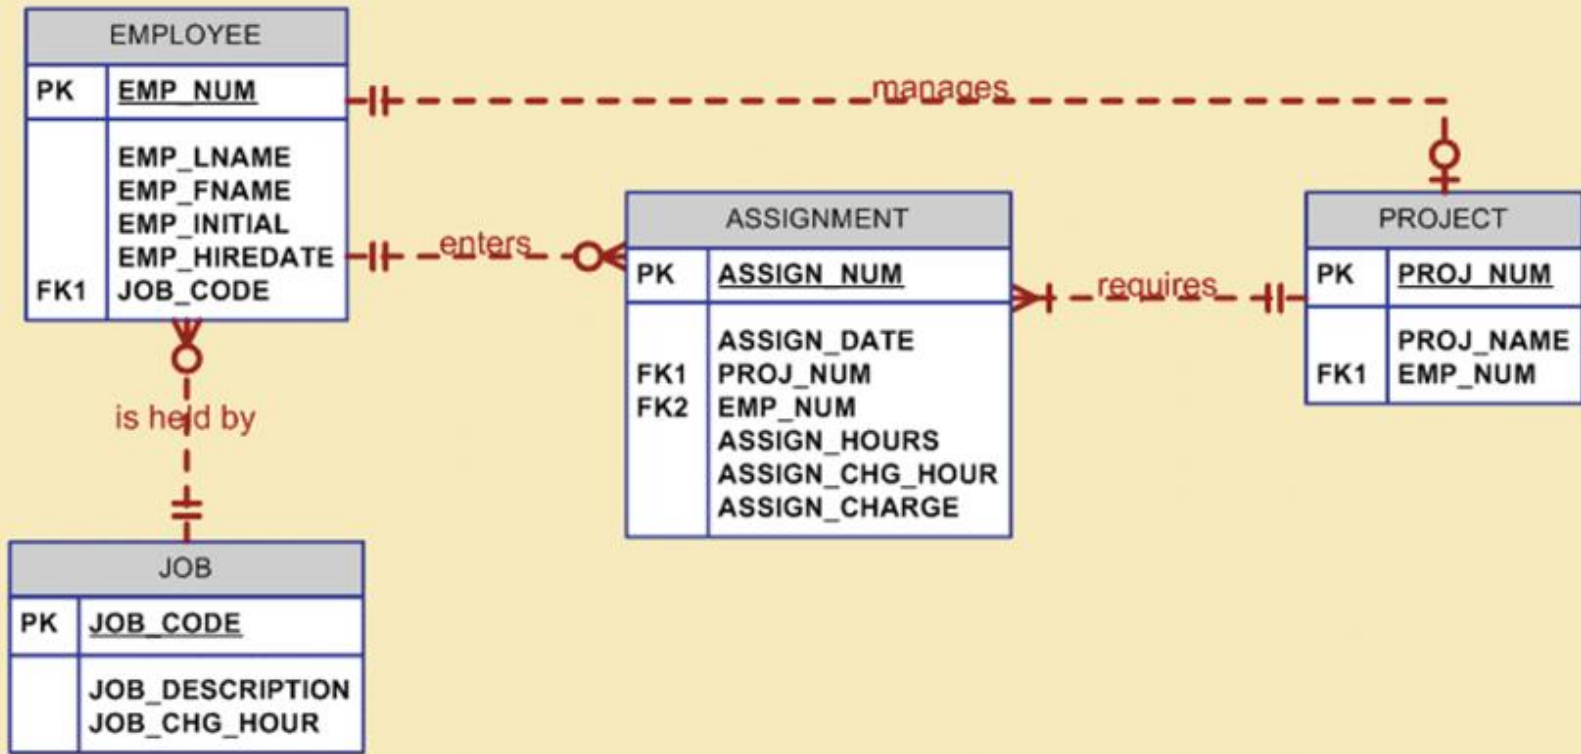 EMPLOYEE
PK EMP_NUM
EMP_LNAME
EMP_FNAME
EMP_INITIAL
EMP_HIREDATE
FK1 JOB_CODE
manages
enters
is held by
ASSIGNMENT
PK ASSIGN_NUM
ASSIGN_DATE
FK1 PROJ_NUM
FK2 EMP_NUM
ASSIGN_HOURS
ASSIGN_CHG_HOUR
ASSIGN_CHARGE
requires
PROJECT
PK PROJ_NUM
PROJ_NAME
FK1 EMP_NUM
JOB
PK JOB_CODE
JOB_DESCRIPTION
JOB_CHG_HOUR